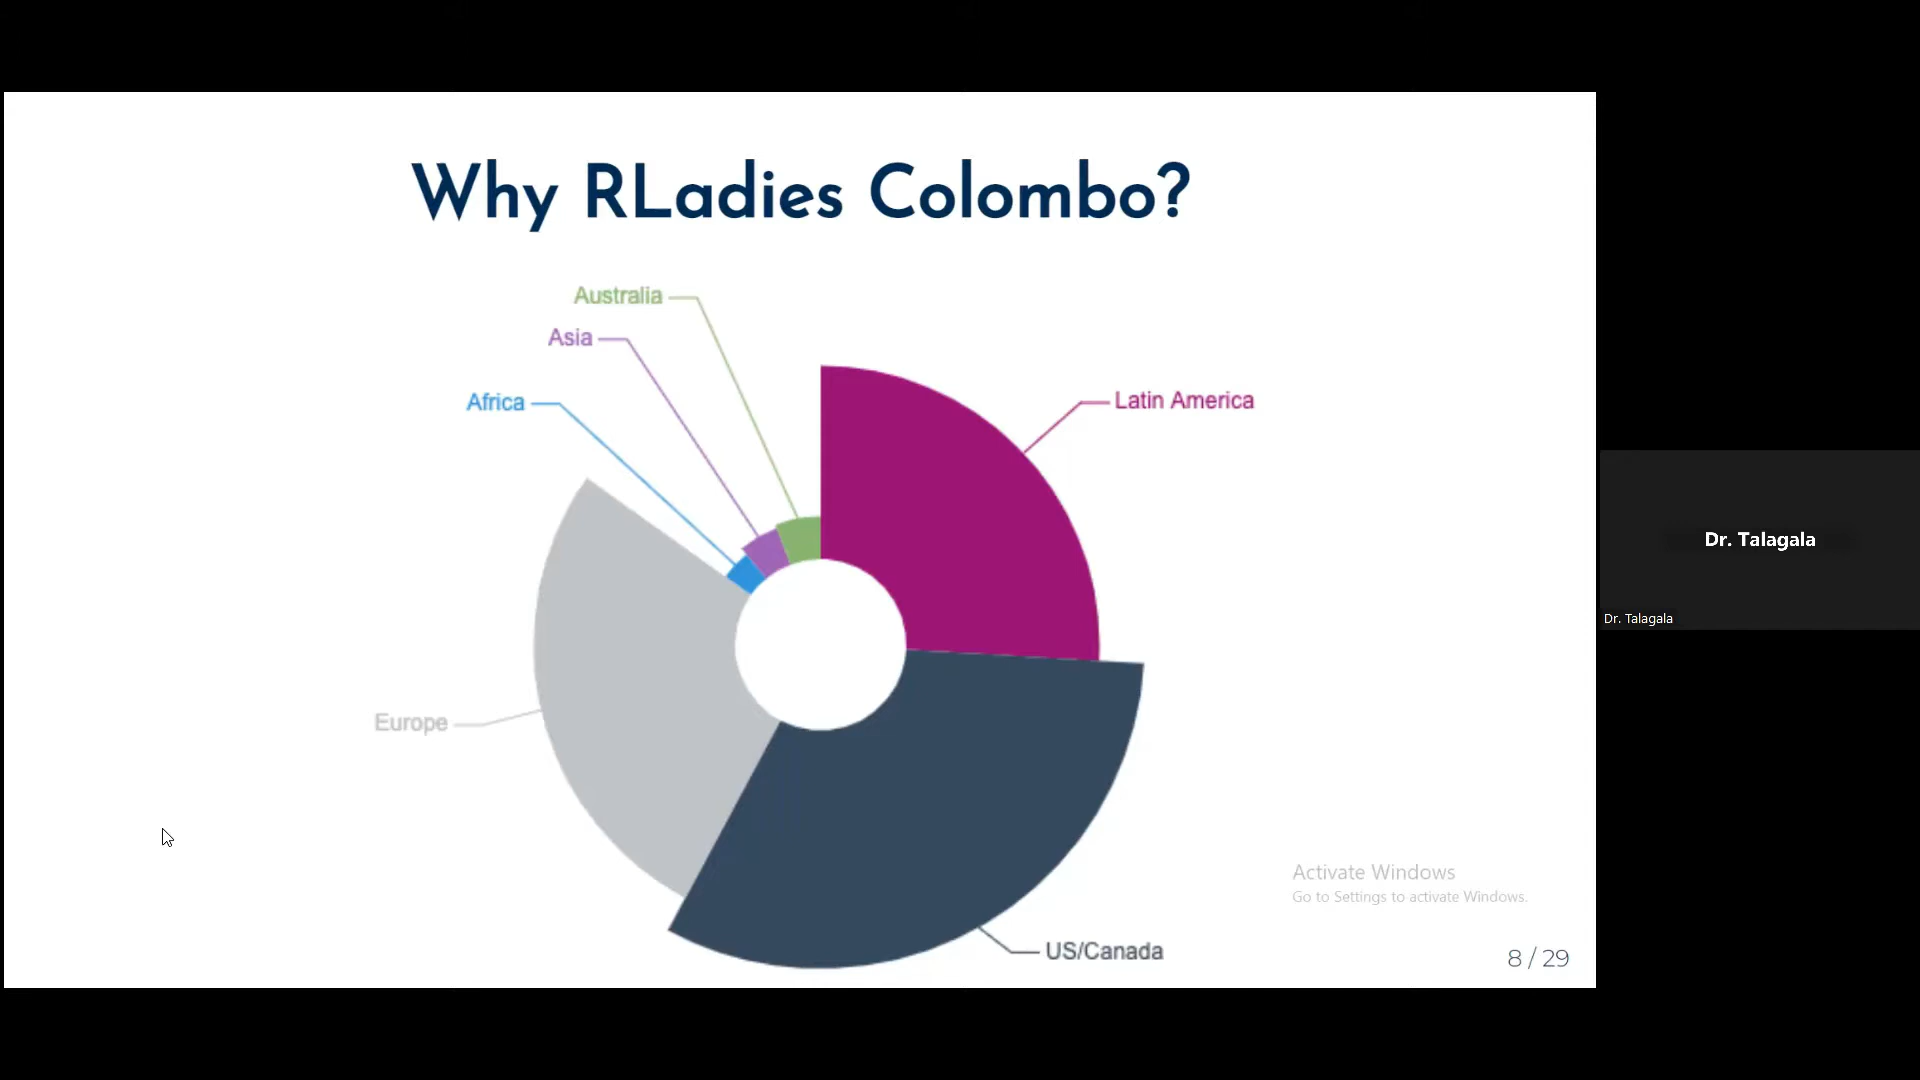 Why RLadies Colombo?
Australia
Asia
Africa
Latin America
Europe
US/Canada
Activate Windows
Go to Settings to activate Windows.
8 / 29
Dr. Talagala
Dr. Talagala